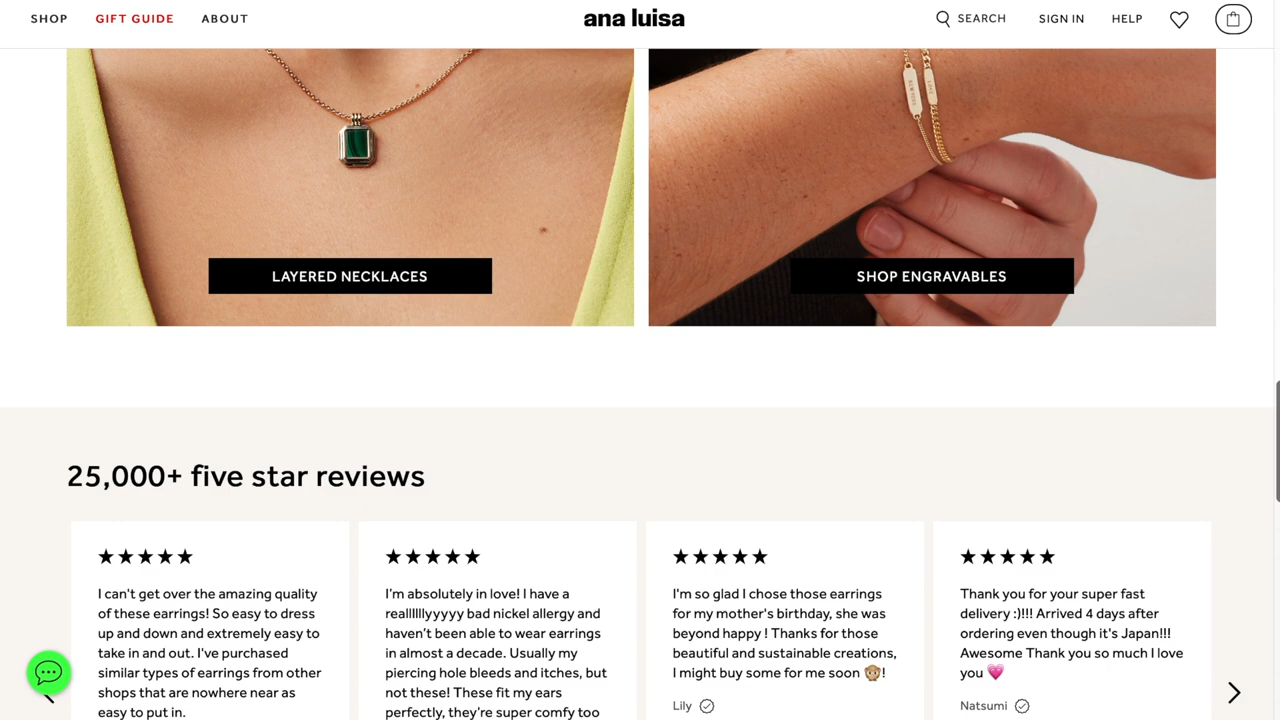 SHOP GIFT GUIDE ABOUT ana luisa SEARCH SIGN IN HELP
LAYERED NECKLACES
SHOP ENGRAVABLES
25,000+ five star reviews
I can't get over the amazing quality
of these earrings! So easy to dress
up and down and extremely easy to
take in and out. I've purchased
similar types of earrings from other
shops that are nowhere near as
easy to put in.
I'm absolutely in love! I have a
reallllllyyyyy bad nickel allergy and
haven't been able to wear earrings
in almost a decade. Usually my
piercing hole bleeds and itches, but
not these! These fit my ears
perfectly, they're super comfy too
I'm so glad I chose those earrings
for my mother's birthday, she was
beyond happy ! Thanks for those
beautiful and sustainable creations,
I might buy some for me soon 🙊!
Lily
Thank you for your super fast
delivery :)!!! Arrived 4 days after
ordering even though it's Japan!!!
Awesome Thank you so much I love
you 💗
Natsumi